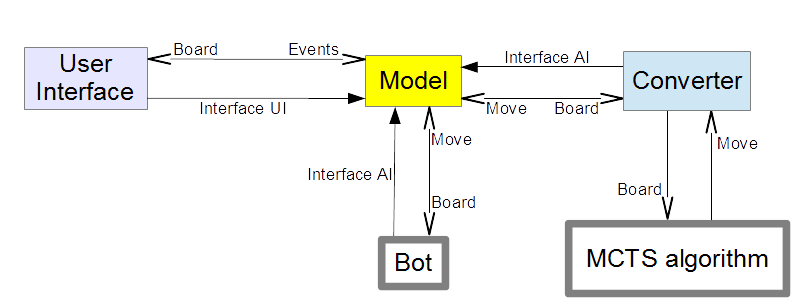 Board
Events
User
Interface
Interface UI
Model
Interface AI
Converter
Move
Board
Interface AI
Move
Board
Bot
Board
Move
MCTS algorithm